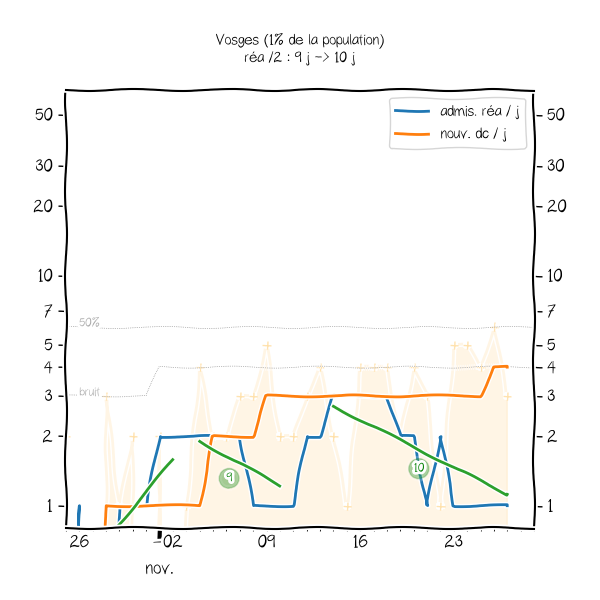 Vosges (1% de la population)
réa /2 : 9 j -> 10 j
admis. réa / j
nouv. dc / j
50 50
30 30
20 20
10 10
7 7
50%
5 5
4 4
bruit
3 3
2 2
10
9
1 1
26 02 09 16 23
nov.